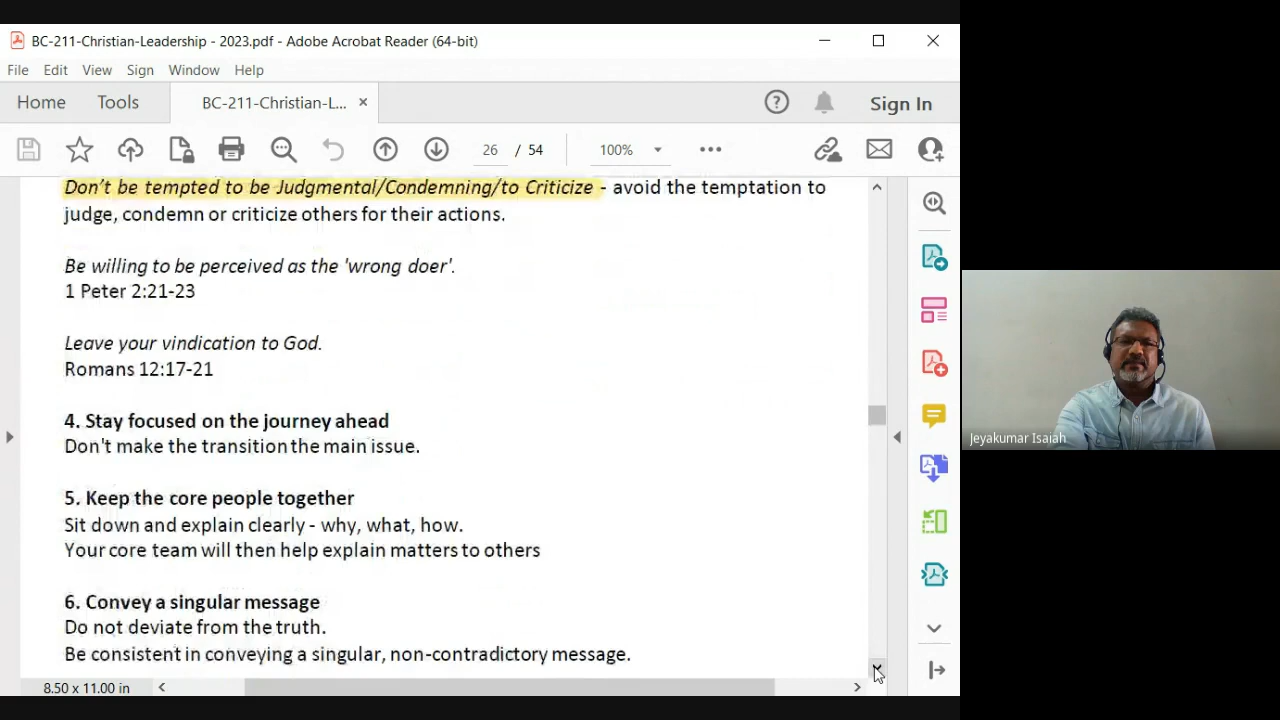 BC-211-Christian-Leadership - 2023.pdf - Adobe Acrobat Reader (64-bit)
File Edit View Sign Window Help
Home Tools BC-211-Christian-L... × Sign In
26 / 54 100%
Don't be tempted to be Judgmental/Condemning/to Criticize - avoid the temptation to
judge, condemn or criticize others for their actions.
Be willing to be perceived as the 'wrong doer'.
1 Peter 2:21-23
Leave your vindication to God.
Romans 12:17-21
4. Stay focused on the journey ahead
Don't make the transition the main issue.
5. Keep the core people together
Sit down and explain clearly - why, what, how.
Your core team will then help explain matters to others
6. Convey a singular message
Do not deviate from the truth.
Be consistent in conveying a singular, non-contradictory message.
8.50 x 11.00 in
Jeyakumar Isaiah